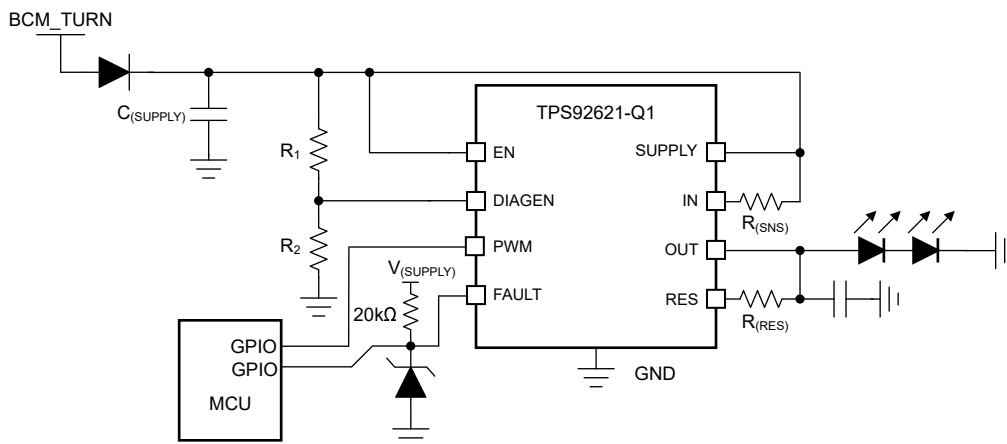 BCM_TURN
C(SUPPLY)
R1
R2
TPS92621-Q1
EN
SUPPLY
DIAGEN
IN
R(SNS)
PWM
OUT
V(SUPPLY)
FAULT
RES
20kΩ
R(RES)
GPIO
GPIO
MCU
GND